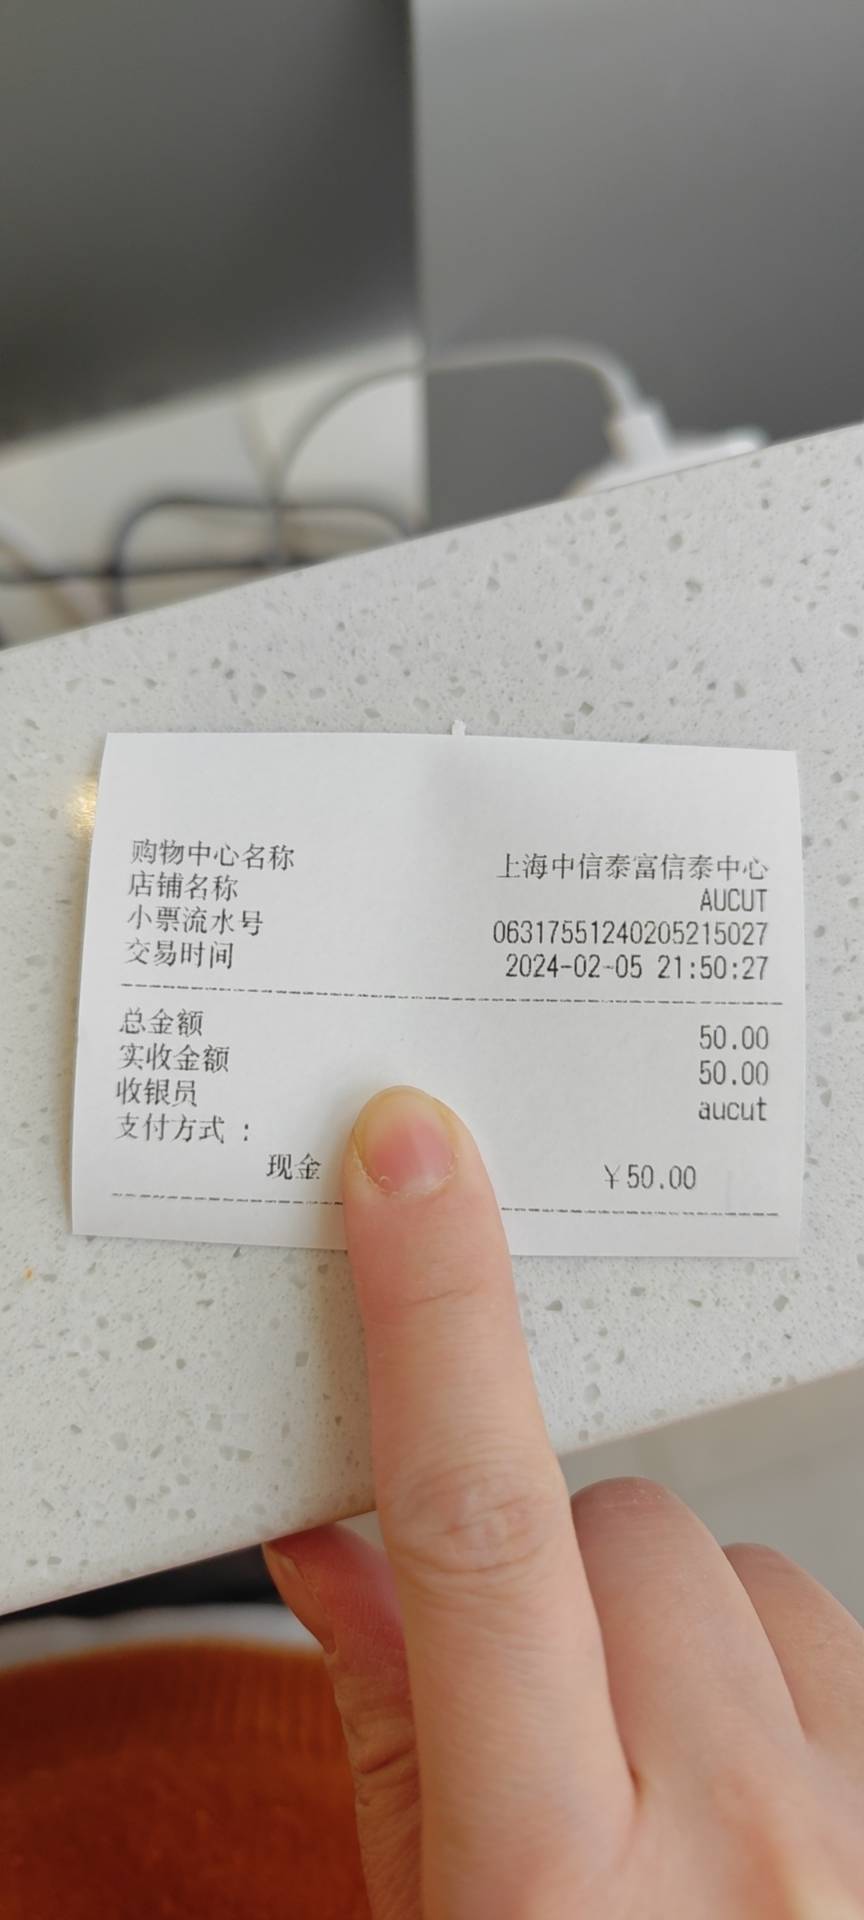 购物中心名称 上海中信泰富信泰中心
店铺名称 AUCUT
小票流水号 06317551240205215027
交易时间 2024-02-05 21:50:27
总金额 50.00
实收金额 50.00
收银员 aucut
支付方式：
现金 ￥50.00